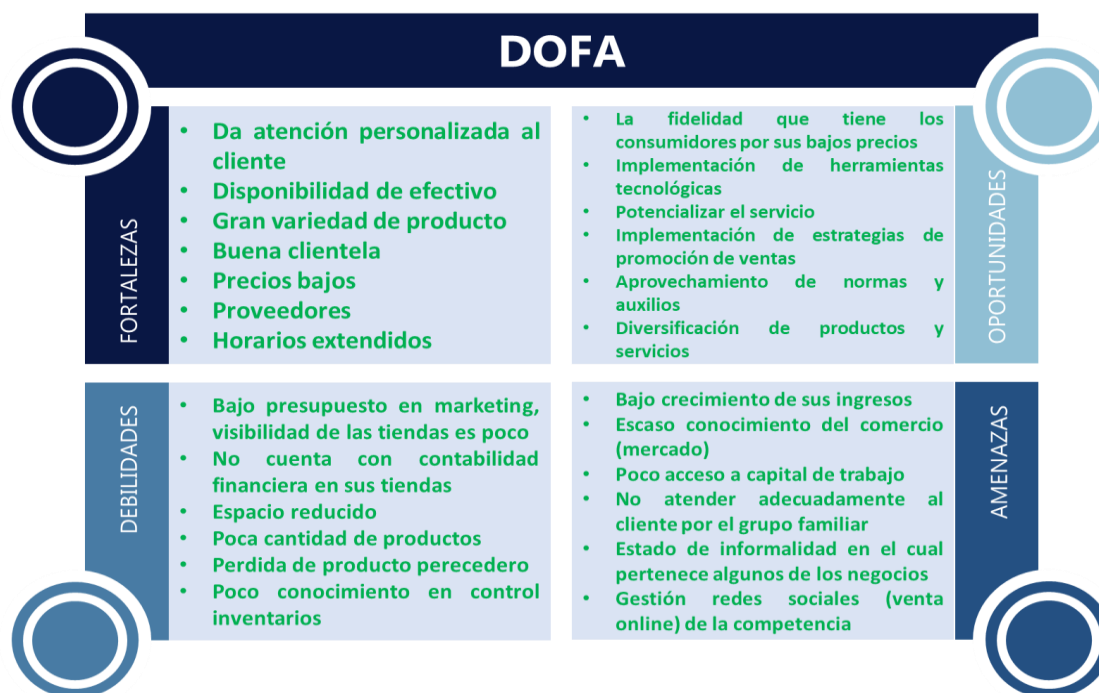 DOFA
FORTALEZAS
• Da atención personalizada al
cliente
• Disponibilidad de efectivo
• Gran variedad de producto
• Buena clientela
• Precios bajos
• Proveedores
• Horarios extendidos
OPORTUNIDADES
• La fidelidad que tiene los
consumidores por sus bajos precios
• Implementación de herramientas
tecnológicas
• Potencializar el servicio
• Implementación de estrategias de
promoción de ventas
• Aprovechamiento de normas y
auxilios
• Diversificación de productos y
servicios
DEBILIDADES
• Bajo presupuesto en marketing,
visibilidad de las tiendas es poco
• No cuenta con contabilidad
financiera en sus tiendas
• Espacio reducido
• Poca cantidad de productos
• Perdida de producto perecedero
• Poco conocimiento en control
inventarios
AMENAZAS
• Bajo crecimiento de sus ingresos
• Escaso conocimiento del comercio
(mercado)
• Poco acceso a capital de trabajo
• No atender adecuadamente al
cliente por el grupo familiar
• Estado de informalidad en el cual
pertenece algunos de los negocios
• Gestión redes sociales (venta
online) de la competencia